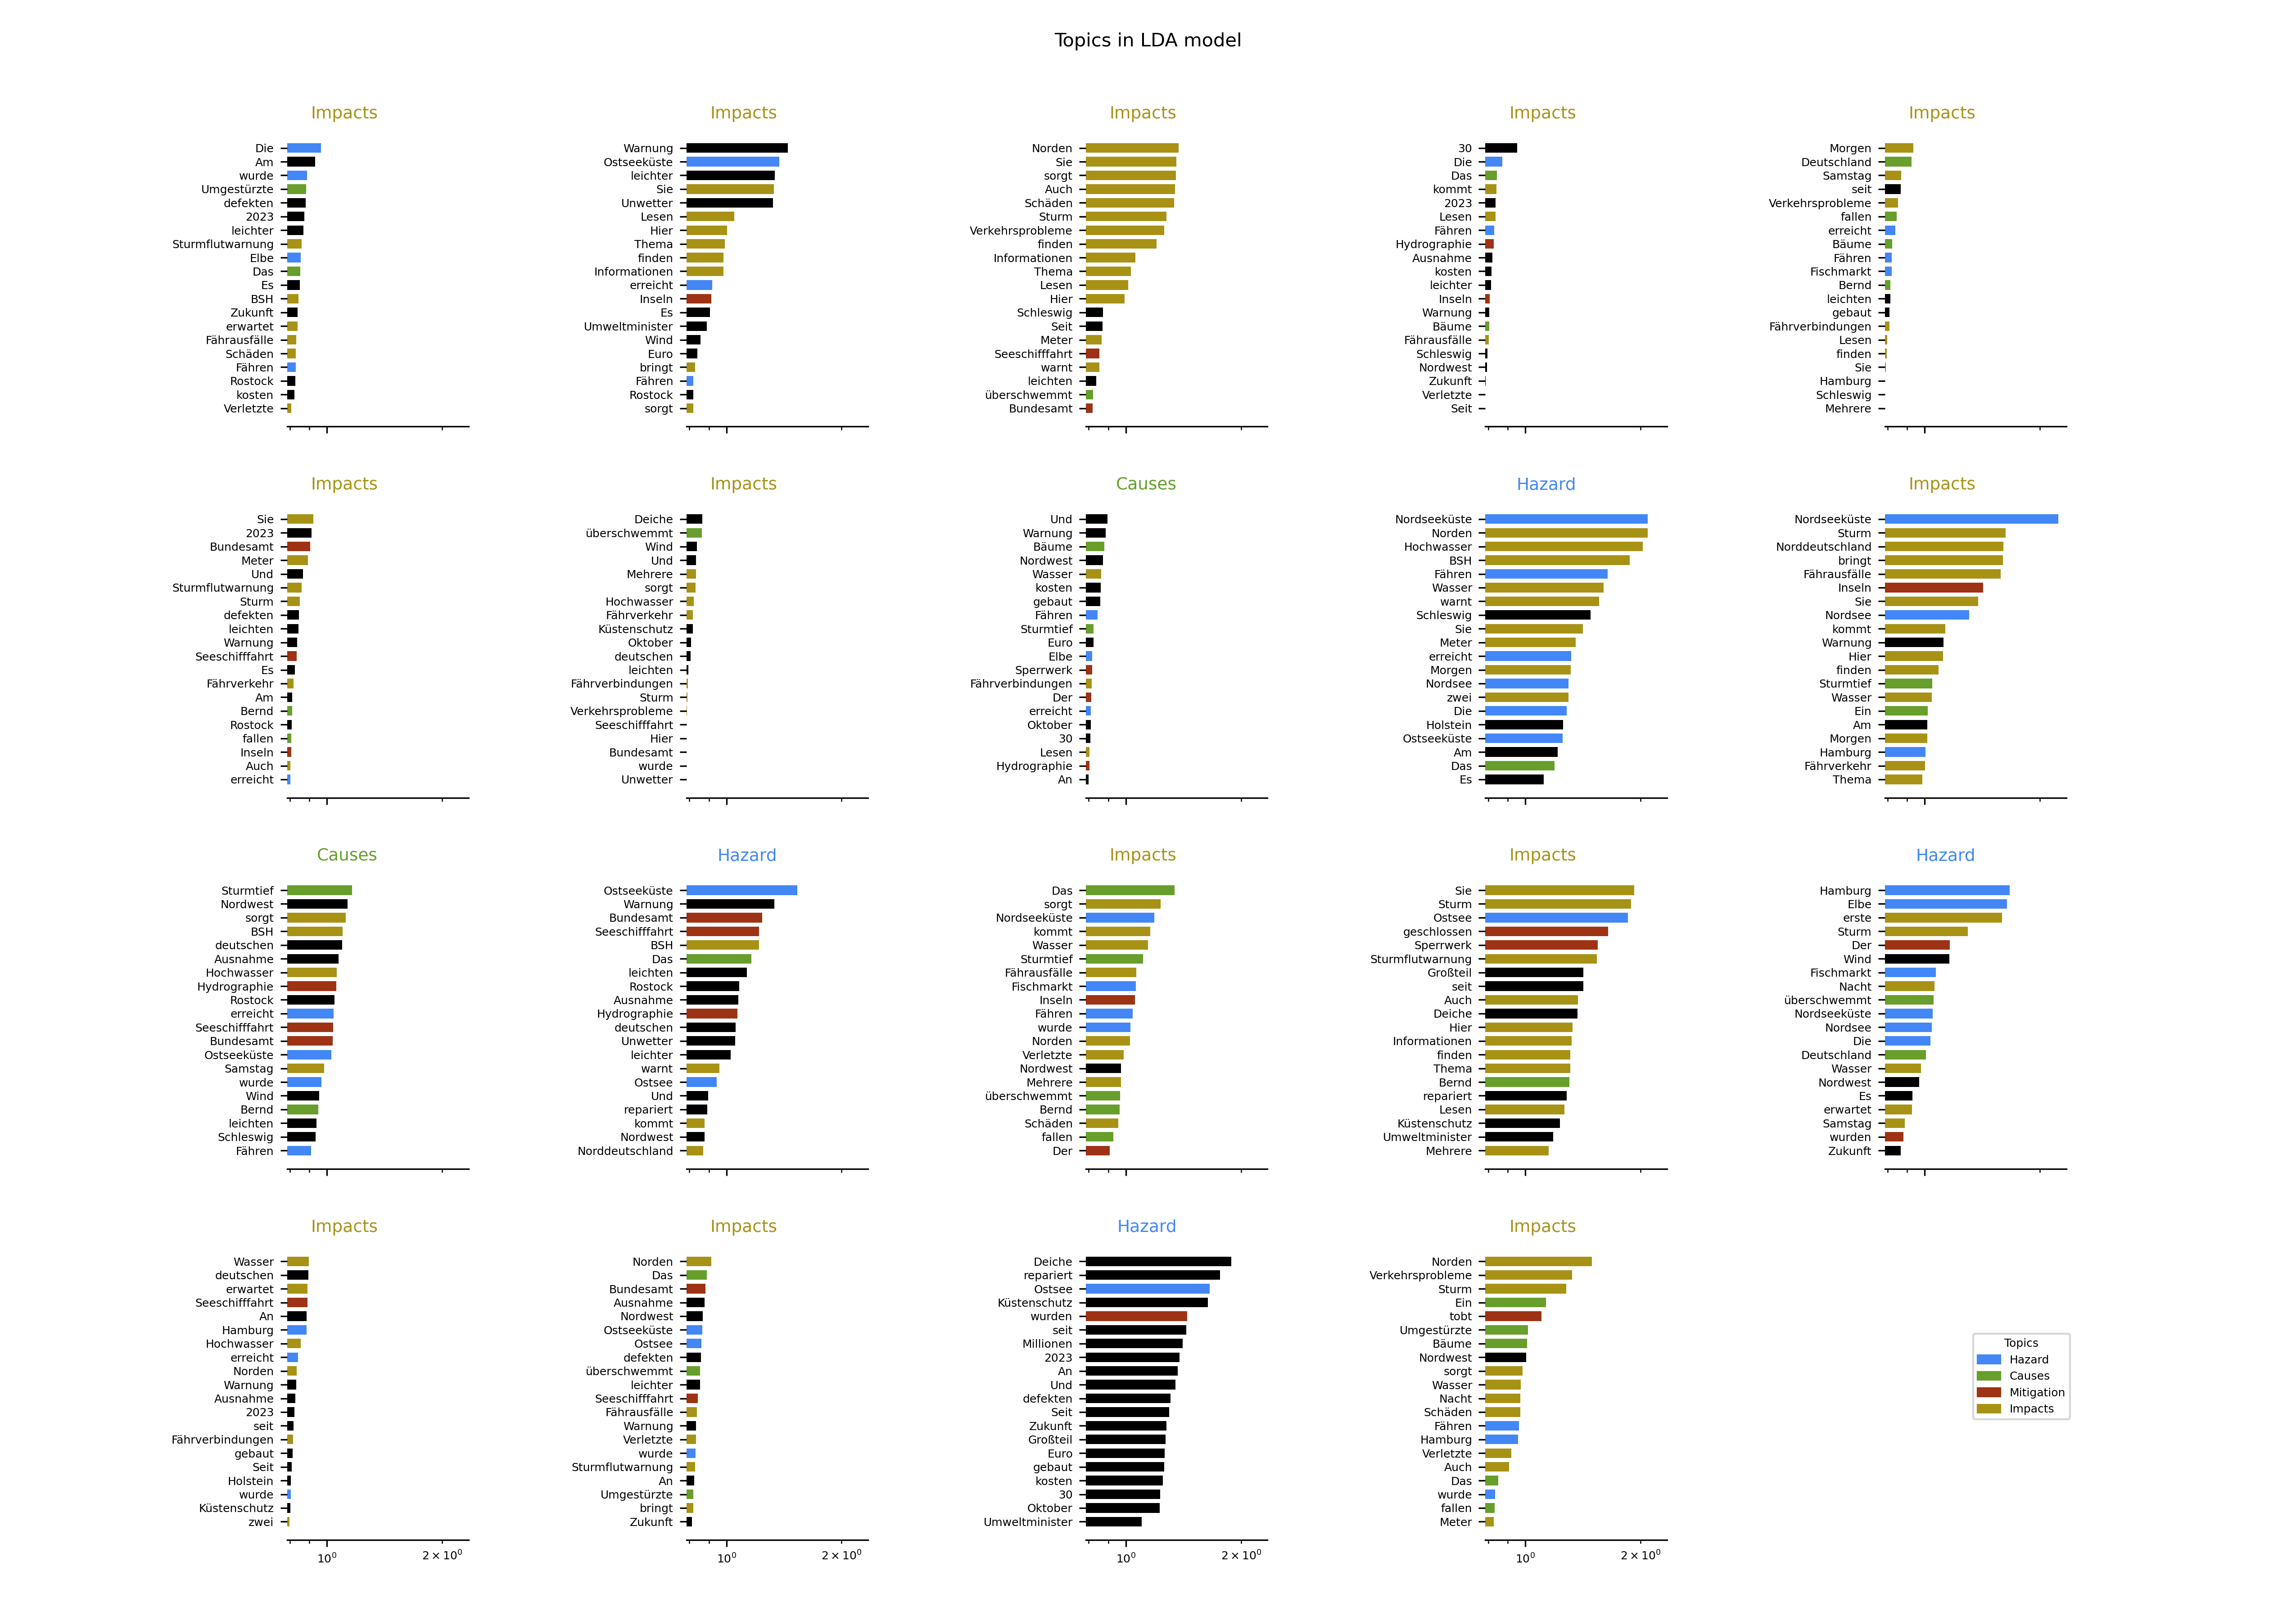 Topics in LDA model
Impacts
Die
Am
wurde
Umgestürzte
defekten
2023
leichter
Sturmflutwarnung
Elbe
Das
Es
BSH
Zukunft
erwartet
Fährausfälle
Schäden
Fähren
Rostock
kosten
Verletzte
Impacts
Warnung
Ostseeküste
leichter
Sie
Unwetter
Lesen
Hier
Thema
finden
Informationen
erreicht
Inseln
Es
Umweltminister
Wind
Euro
bringt
Fähren
Rostock
sorgt
Impacts
Norden
Sie
sorgt
Auch
Schäden
Sturm
Verkehrsprobleme
finden
Informationen
Thema
Lesen
Hier
Schleswig
Seit
Meter
Seeschifffahrt
warnt
leichten
überschwemmt
Bundesamt
Impacts
30
Die
Das
kommt
2023
Lesen
Fähren
Hydrographie
Ausnahme
kosten
leichter
Inseln
Warnung
Bäume
Fährausfälle
Schleswig
Nordwest
Zukunft
Verletzte
Seit
Impacts
Morgen
Deutschland
Samstag
seit
Verkehrsprobleme
fallen
erreicht
Bäume
Fähren
Fischmarkt
Bernd
leichten
gebaut
Fährverbindungen
Lesen
finden
Sie
Hamburg
Schleswig
Mehrere
Impacts
Sie
2023
Bundesamt
Meter
Und
Sturmflutwarnung
Sturm
defekten
leichten
Warnung
Seeschifffahrt
Es
Fährverkehr
Am
Bernd
Rostock
fallen
Inseln
Auch
erreicht
Impacts
Deiche
überschwemmt
Wind
Und
Mehrere
sorgt
Hochwasser
Fährverkehr
Küstenschutz
Oktober
deutschen
leichten
Fährverbindungen
Sturm
Verkehrsprobleme
Seeschifffahrt
Hier
Bundesamt
wurde
Unwetter
Causes
Und
Warnung
Bäume
Nordwest
Wasser
kosten
gebaut
Fähren
Sturmtief
Euro
Elbe
Sperrwerk
Fährverbindungen
Der
erreicht
Oktober
30
Lesen
Hydrographie
An
Hazard
Nordseeküste
Norden
Hochwasser
BSH
Fähren
Wasser
warnt
Schleswig
Sie
Meter
erreicht
Morgen
Nordsee
zwei
Die
Holstein
Ostseeküste
Am
Das
Es
Impacts
Nordseeküste
Sturm
Norddeutschland
bringt
Fährausfälle
Inseln
Sie
Nordsee
kommt
Warnung
Hier
finden
Sturmtief
Wasser
Ein
Am
Morgen
Hamburg
Fährverkehr
Thema
Causes
Sturmtief
Nordwest
sorgt
BSH
deutschen
Ausnahme
Hochwasser
Hydrographie
Rostock
erreicht
Seeschifffahrt
Bundesamt
Ostseeküste
Samstag
wurde
Wind
Bernd
leichten
Schleswig
Fähren
Hazard
Ostseeküste
Warnung
Bundesamt
Seeschifffahrt
BSH
Das
leichten
Rostock
Ausnahme
Hydrographie
deutschen
Unwetter
leichter
warnt
Ostsee
Und
repariert
kommt
Nordwest
Norddeutschland
Impacts
Das
sorgt
Nordseeküste
kommt
Wasser
Sturmtief
Fährausfälle
Fischmarkt
Inseln
Fähren
wurde
Norden
Verletzte
Nordwest
Mehrere
überschwemmt
Bernd
Schäden
fallen
Der
Impacts
Sie
Sturm
Ostsee
geschlossen
Sperrwerk
Sturmflutwarnung
Großteil
seit
Auch
Deiche
Hier
Informationen
finden
Thema
Bernd
repariert
Lesen
Küstenschutz
Umweltminister
Mehrere
Hazard
Hamburg
Elbe
erste
Sturm
Der
Wind
Fischmarkt
Nacht
überschwemmt
Nordseeküste
Nordsee
Die
Deutschland
Wasser
Nordwest
Es
erwartet
Samstag
wurden
Zukunft
Impacts
Wasser
deutschen
erwartet
Seeschifffahrt
An
Hamburg
Hochwasser
erreicht
Norden
Warnung
Ausnahme
2023
seit
Fährverbindungen
gebaut
Seit
Holstein
wurde
Küstenschutz
zwei
10⁰ 2 × 10⁰
Impacts
Norden
Das
Bundesamt
Ausnahme
Nordwest
Ostseeküste
Ostsee
defekten
überschwemmt
leichter
Seeschifffahrt
Fährausfälle
Warnung
Verletzte
wurde
Sturmflutwarnung
An
Umgestürzte
bringt
Zukunft
10⁰ 2 × 10⁰
Hazard
Deiche
repariert
Ostsee
Küstenschutz
wurden
seit
Millionen
2023
An
Und
defekten
Seit
Zukunft
Großteil
Euro
gebaut
kosten
30
Oktober
Umweltminister
10⁰ 2 × 10⁰
Impacts
Norden
Verkehrsprobleme
Sturm
Ein
tobt
Umgestürzte
Bäume
Nordwest
sorgt
Wasser
Nacht
Schäden
Fähren
Hamburg
Verletzte
Auch
Das
wurde
fallen
Meter
10⁰ 2 × 10⁰
Topics
Hazard
Causes
Mitigation
Impacts